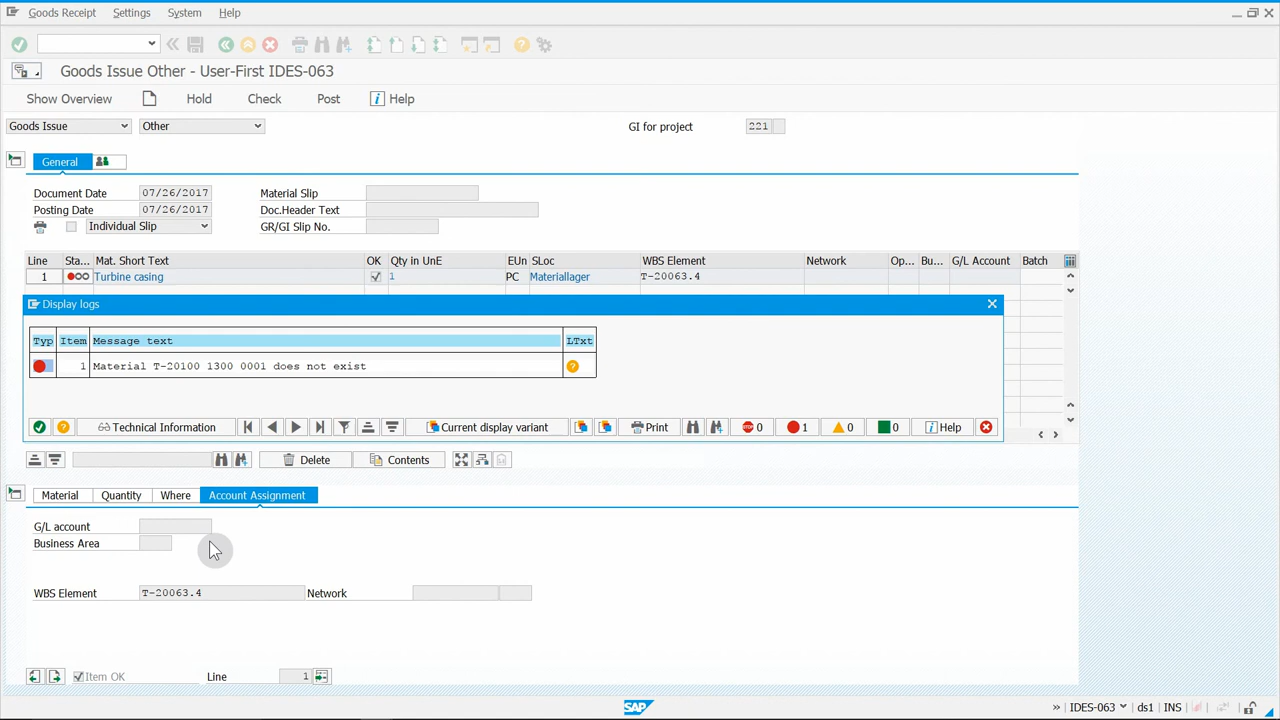 Goods Receipt Settings System Help
Goods Issue Other - User-First IDES-063
Show Overview Hold Check Post Help
Goods Issue Other GI for project 221
General
Document Date 07/26/2017 Material Slip
Posting Date 07/26/2017 Doc.Header Text
Individual Slip GR/GI Slip No.
Line Sta... Mat. Short Text OK Qty in UnE EUn SLoc WBS Element Network Op... Bu... G/L Account Batch
1 Turbine casing 1 PC Materiallager T-20063.4
Display logs
Typ Item Message text LTxt
1 Material T-20100 1300 0001 does not exist
Technical Information Current display variant Print 0 1 0 0 Help
Delete Contents
Material Quantity Where Account Assignment
G/L account
Business Area
WBS Element T-20063.4 Network
Item OK Line 1
SAP IDES-063 ds1 INS